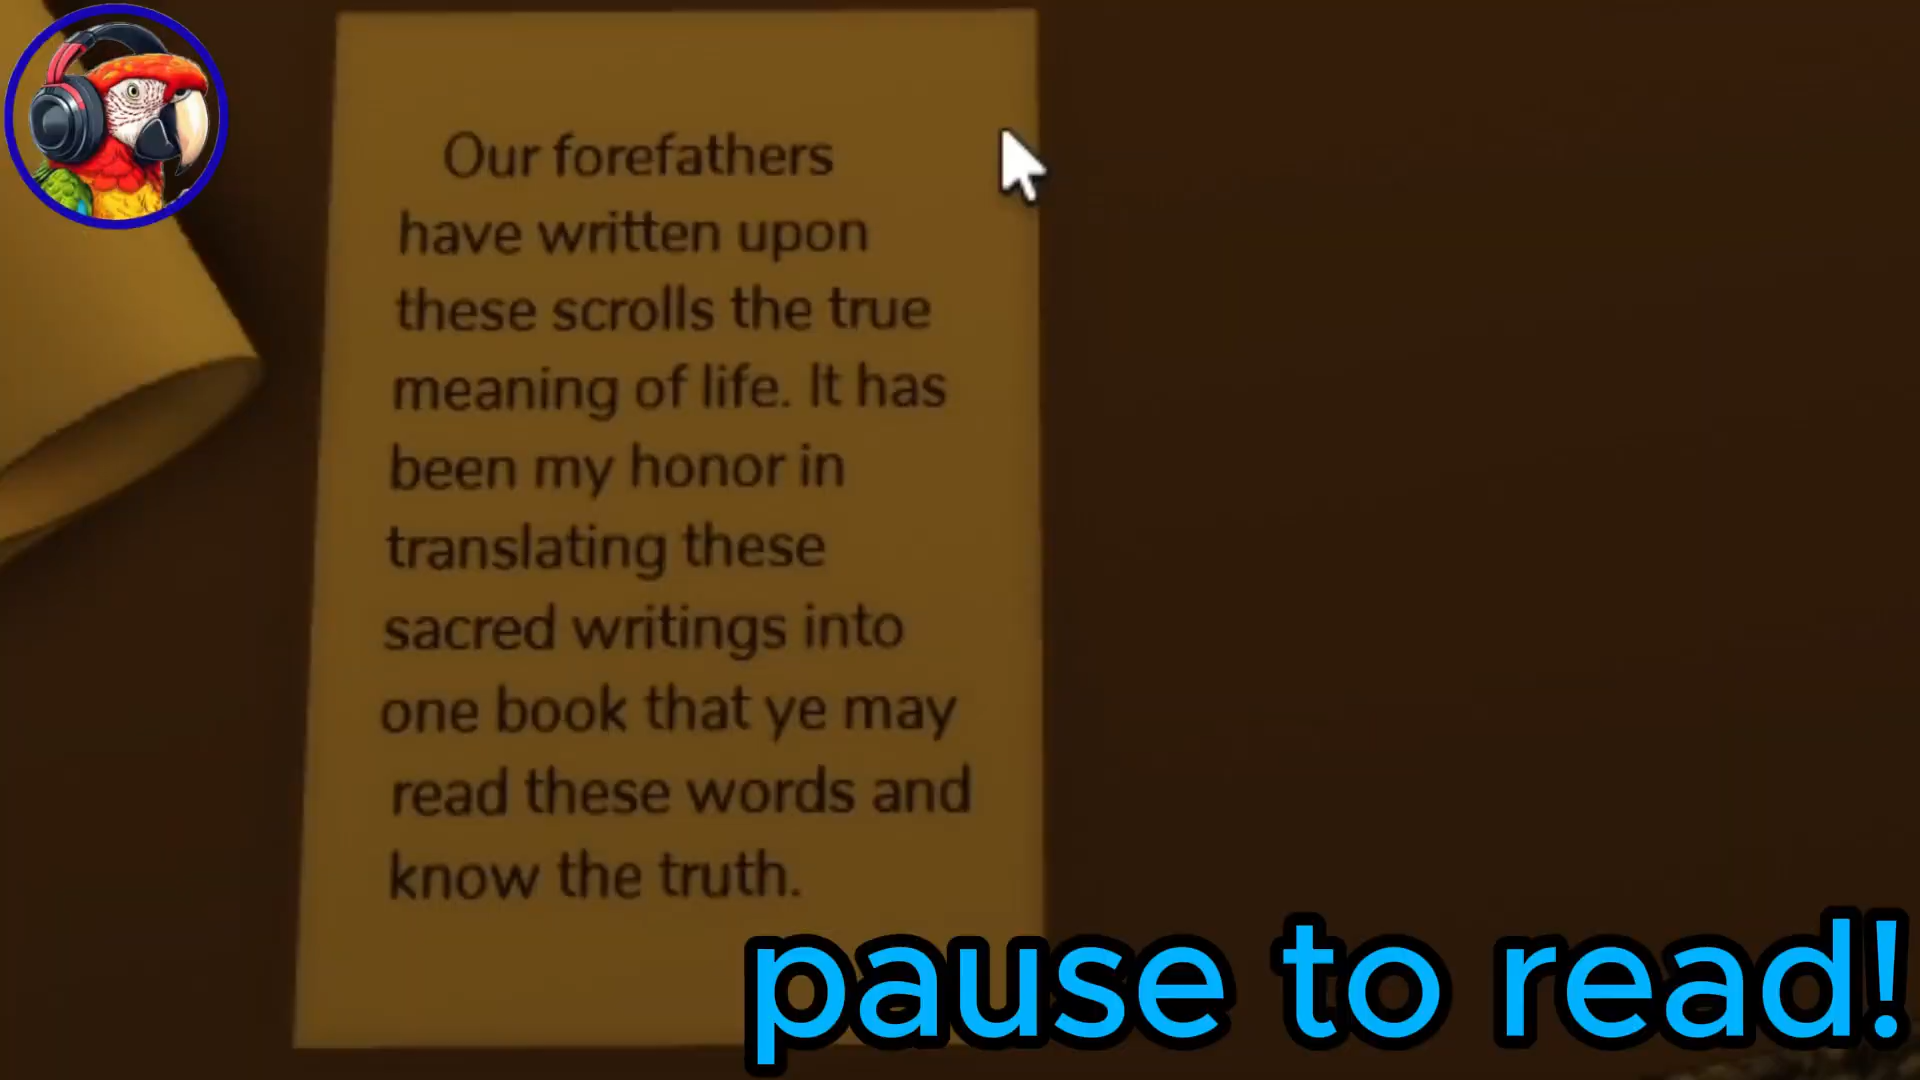 Our forefathers
have written upon
these scrolls the true
meaning of life. It has
been my honor in
translating these
sacred writings into
one book that ye may
read these words and
know the truth.
pause to read!